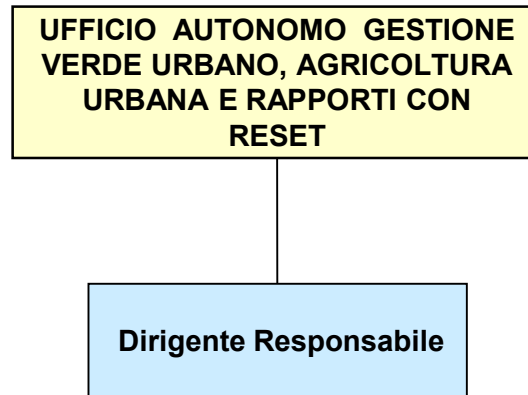 UFFICIO AUTONOMO GESTIONE
VERDE URBANO, AGRICOLTURA
URBANA E RAPPORTI CON
RESET
Dirigente Responsabile